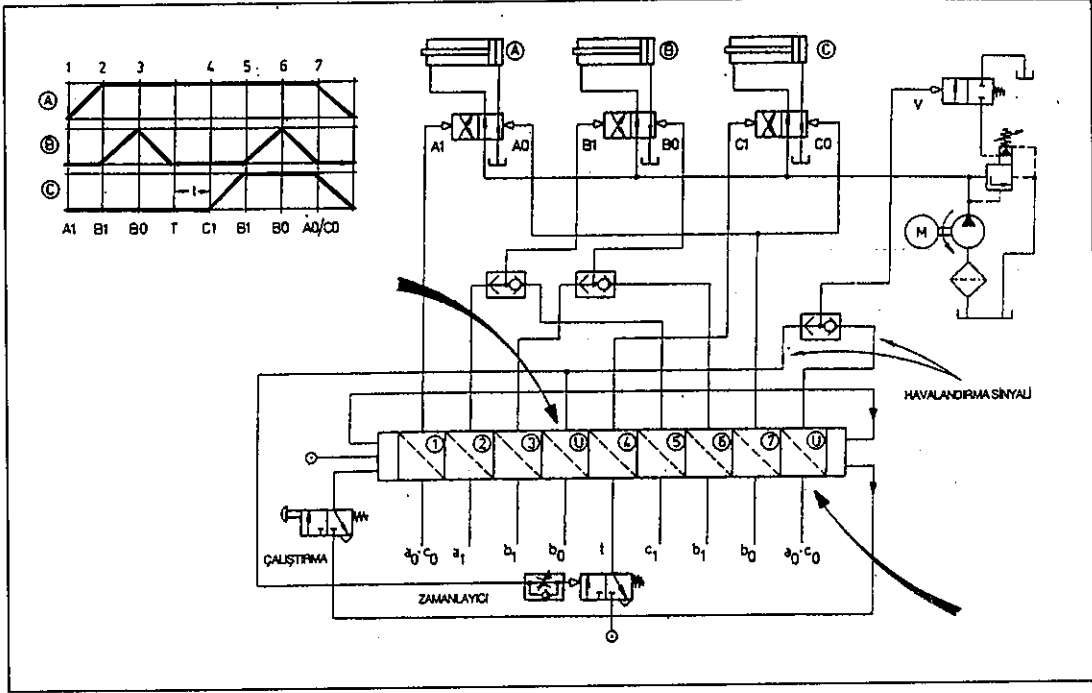 1 2 3 4 5 6 7
A
B
C
t
A1 B1 B0 T C1 B1 B0 A0/C0
A B C
A1 A0 B1 B0 C1 C0
V
M
HAVALANDIRMA SİNYALİ
1 2 3 U 4 5 6 7 U
a0·c0 a1 b1 b0 t c1 b1 b0 a0·c0
ÇALIŞTIRMA
ZAMANLAYICI